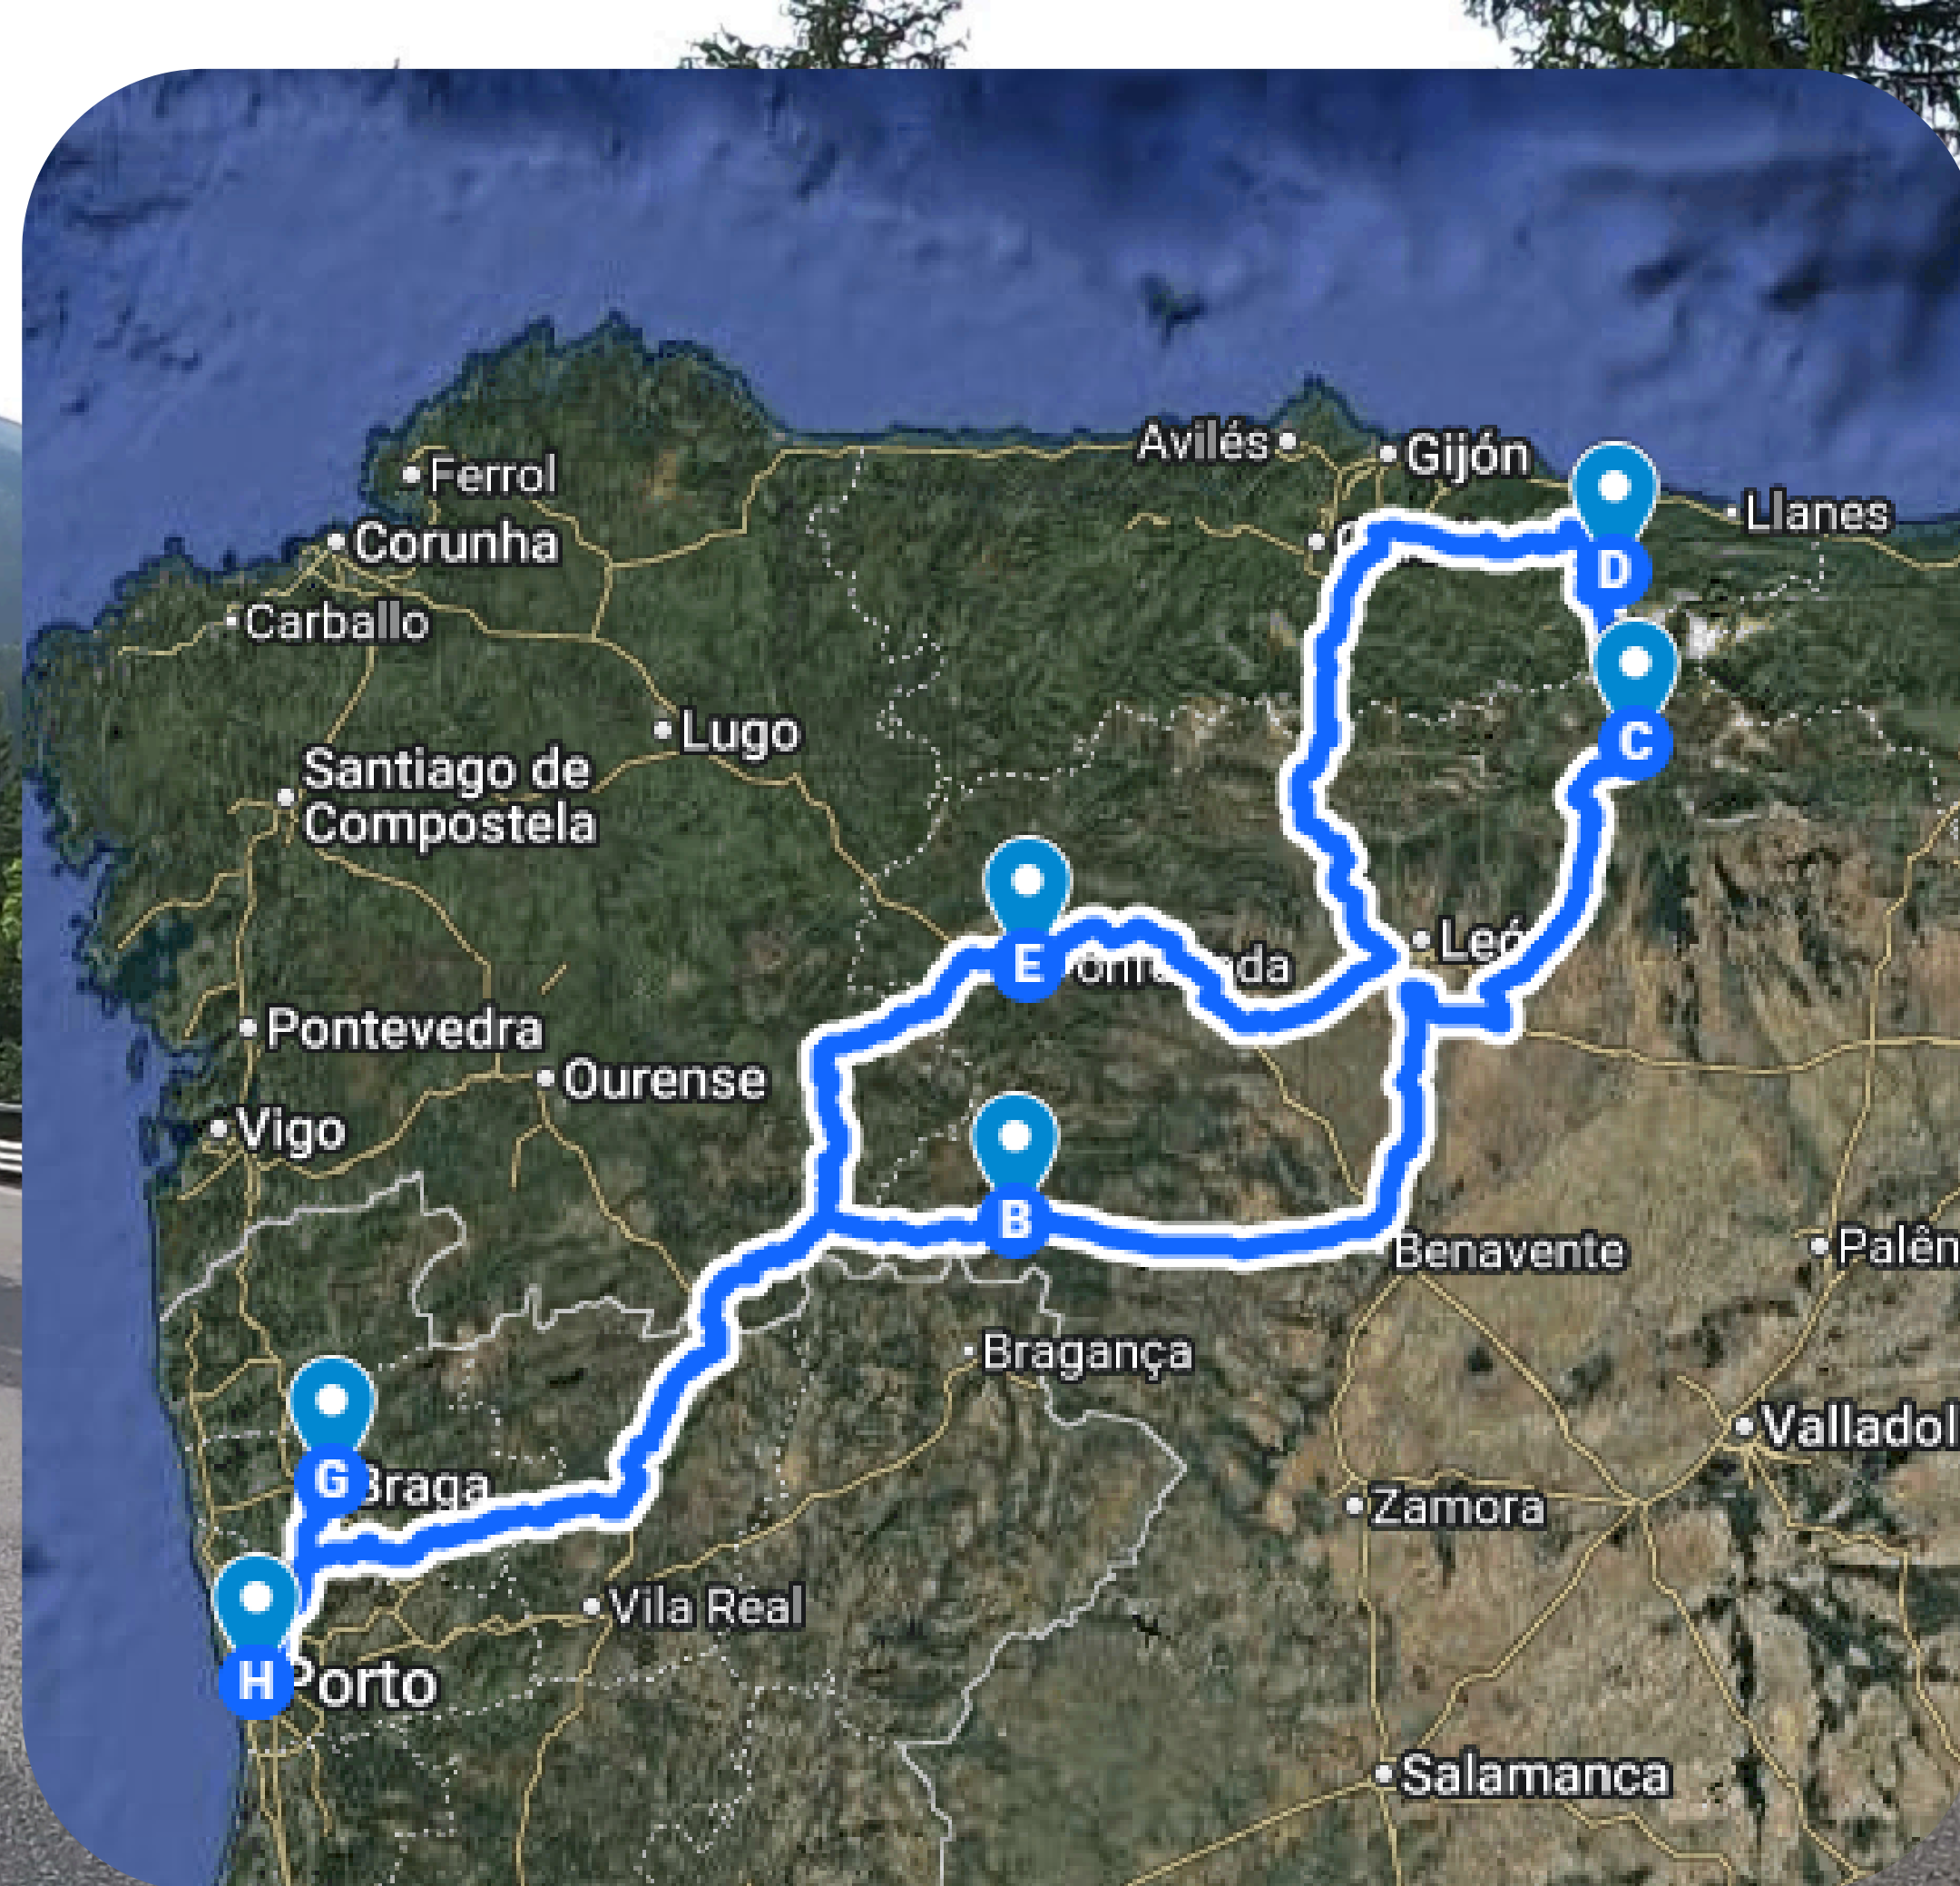 Avilés
Gijón
Ferrol
Llanes
Corunha
D
Carballo
Lugo
C
Santiago de
Compostela
E
Pontevedra
Ourense
Vigo
B
Benavente
Bragança
Valladol
G
Braga
Zamora
Vila Real
H
Porto
Salamanca